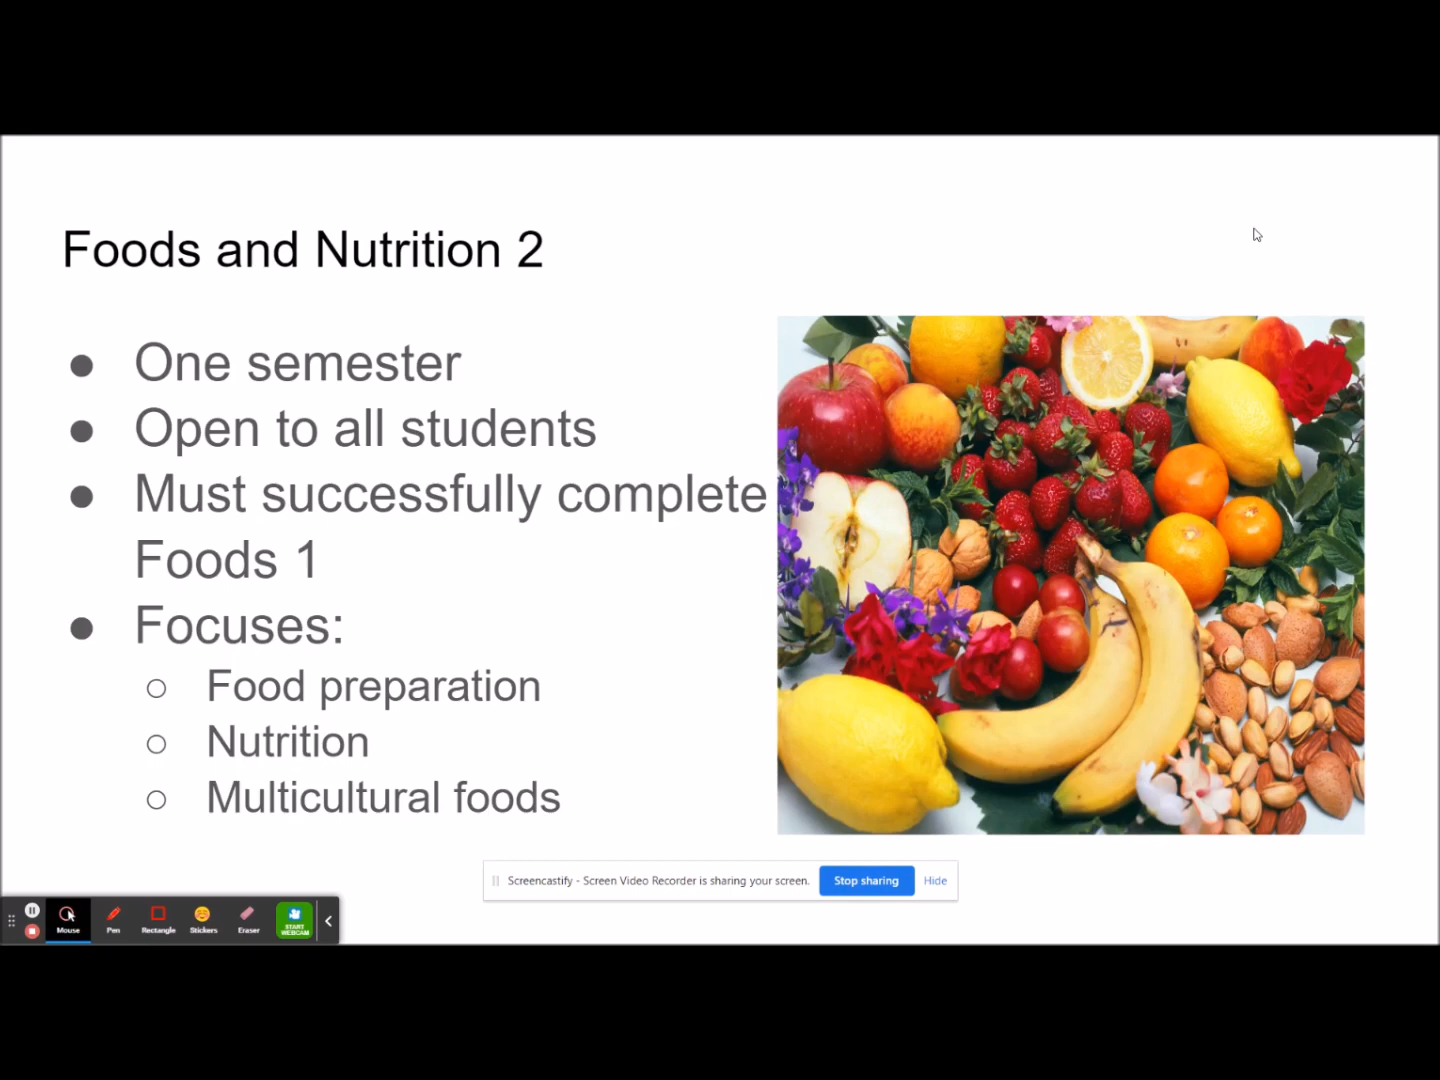 Foods and Nutrition 2
● One semester
● Open to all students
● Must successfully complete
Foods 1
● Focuses:
○ Food preparation
○ Nutrition
○ Multicultural foods
Screencastify - Screen Video Recorder is sharing your screen. Stop sharing Hide
Mouse Pen Rectangle Stickers Eraser START
WEBCAM